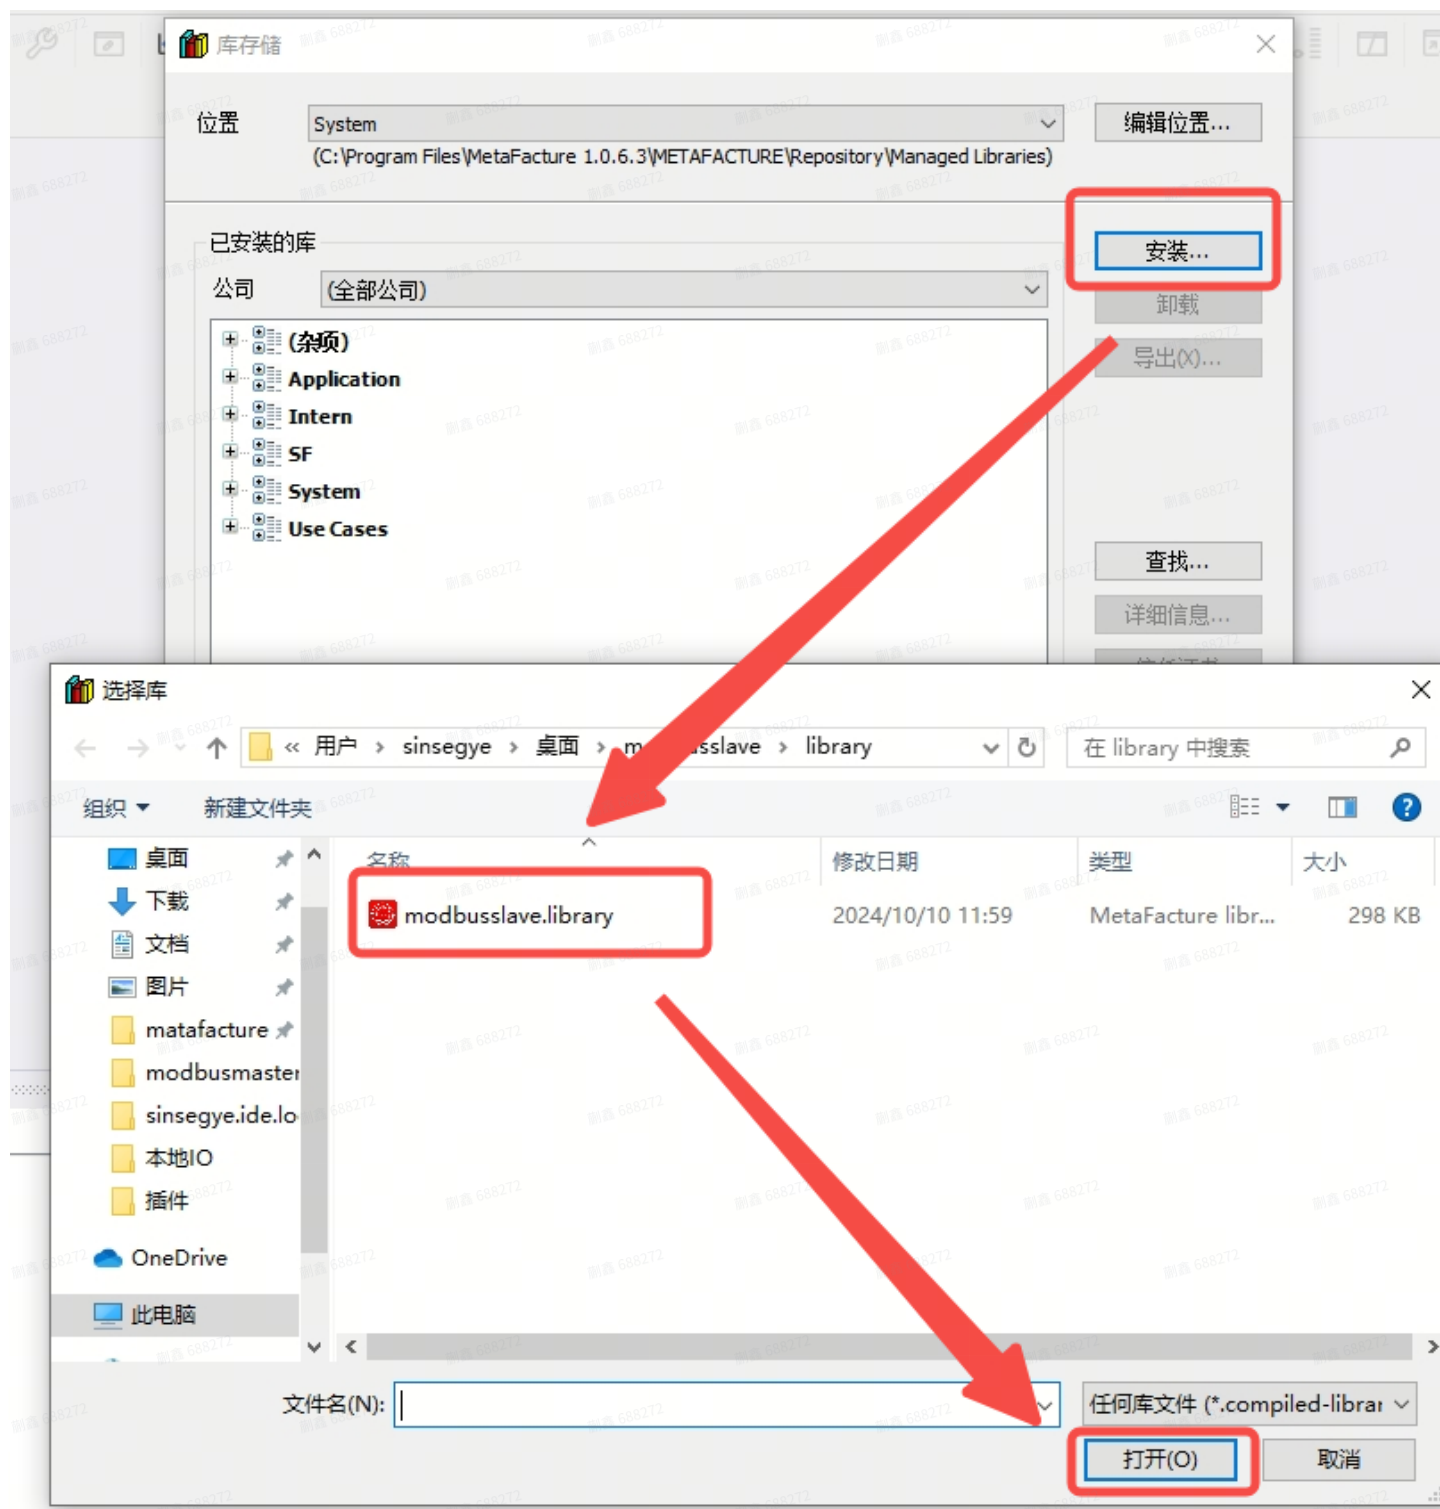 库存储
位置
System
编辑位置...
(C:\Program Files\MetaFacture 1.0.6.3\METAFACTURE\Repository\Managed Libraries)
已安装的库
安装...
公司
(全部公司)
卸载
(杂项)
导出(X)...
Application
Intern
SF
System
Use Cases
查找...
详细信息...
选择库
« 用户 › sinsegye › 桌面 › › library
在 library 中搜索
组织
新建文件夹
名称
修改日期
类型
大小
modbusslave.library
2024/10/10 11:59
MetaFacture libr...
298 KB
桌面
下载
文档
图片
matafacture
modbusmaster
sinsegye.ide.lo
本地IO
插件
OneDrive
此电脑
文件名(N):
任何库文件 (*.compiled-librar
打开(O)
取消